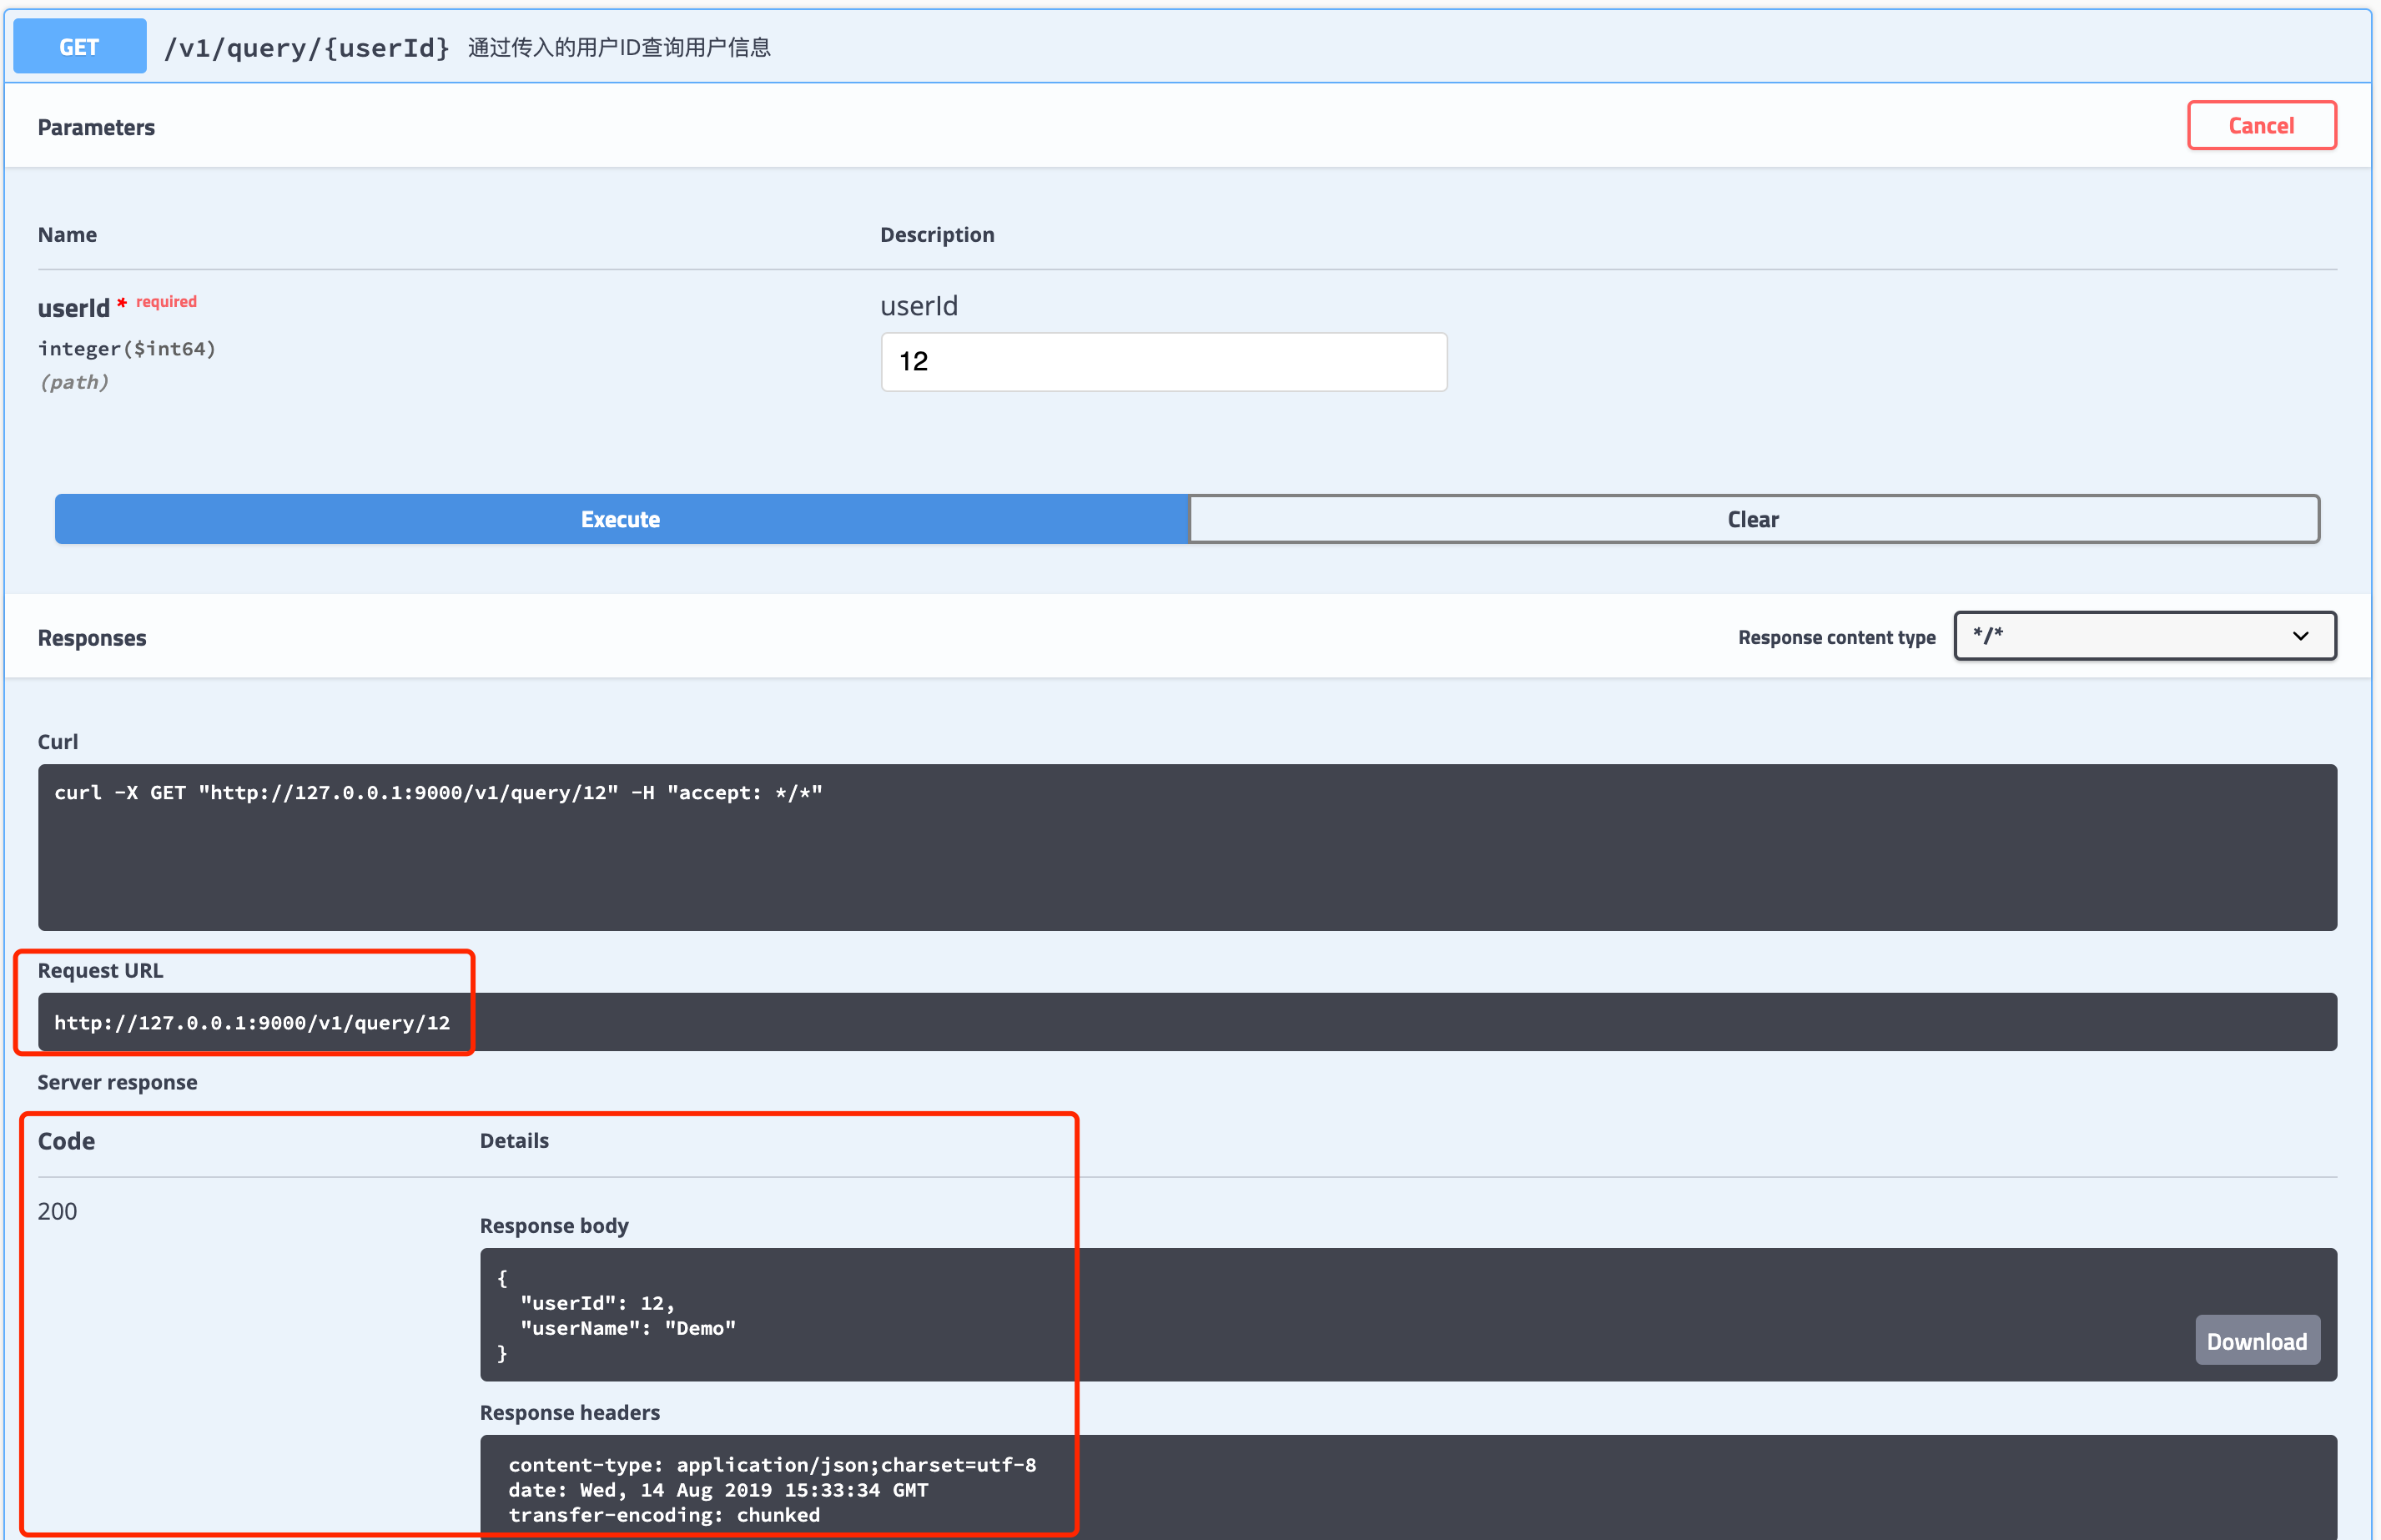 GET /v1/query/{userId} 通过传入的用户ID查询用户信息
Parameters Cancel
Name Description
userId * required userId
integer($int64) 12
(path)
Execute Clear
Responses Response content type */*
Curl
curl -X GET "http://127.0.0.1:9000/v1/query/12" -H "accept: */*"
Request URL
http://127.0.0.1:9000/v1/query/12
Server response
Code Details
200
Response body
{
  "userId": 12,
  "userName": "Demo"
}
Download
Response headers
content-type: application/json;charset=utf-8
date: Wed, 14 Aug 2019 15:33:34 GMT
transfer-encoding: chunked